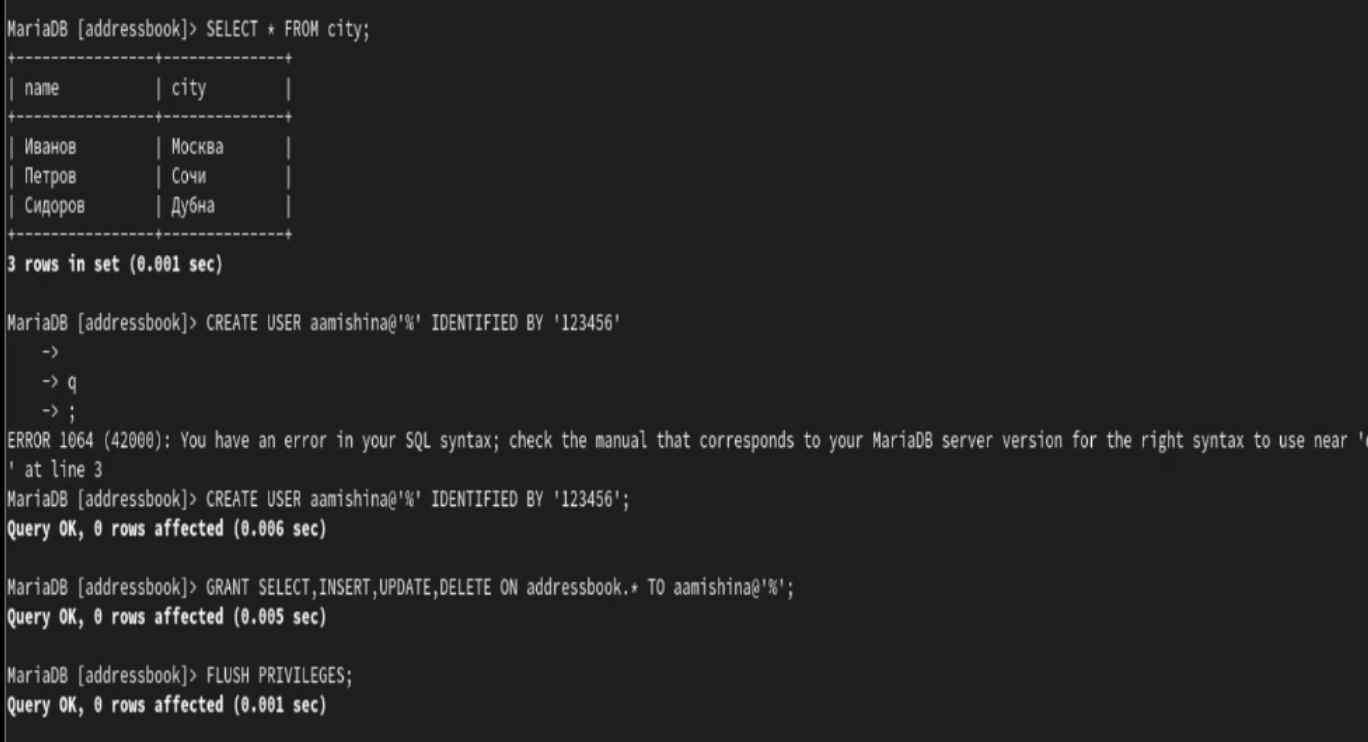 MariaDB [addressbook]> SELECT * FROM city;
+----------------+--------------+
| name           | city         |
+----------------+--------------+
| Иванов         | Москва       |
| Петров         | Сочи         |
| Сидоров        | Дубна        |
+----------------+--------------+
3 rows in set (0.001 sec)
MariaDB [addressbook]> CREATE USER aamishina@'%' IDENTIFIED BY '123456'
    ->
    -> q
    -> ;
ERROR 1064 (42000): You have an error in your SQL syntax; check the manual that corresponds to your MariaDB server version for the right syntax to use near '
' at line 3
MariaDB [addressbook]> CREATE USER aamishina@'%' IDENTIFIED BY '123456';
Query OK, 0 rows affected (0.006 sec)
MariaDB [addressbook]> GRANT SELECT,INSERT,UPDATE,DELETE ON addressbook.* TO aamishina@'%';
Query OK, 0 rows affected (0.005 sec)
MariaDB [addressbook]> FLUSH PRIVILEGES;
Query OK, 0 rows affected (0.001 sec)